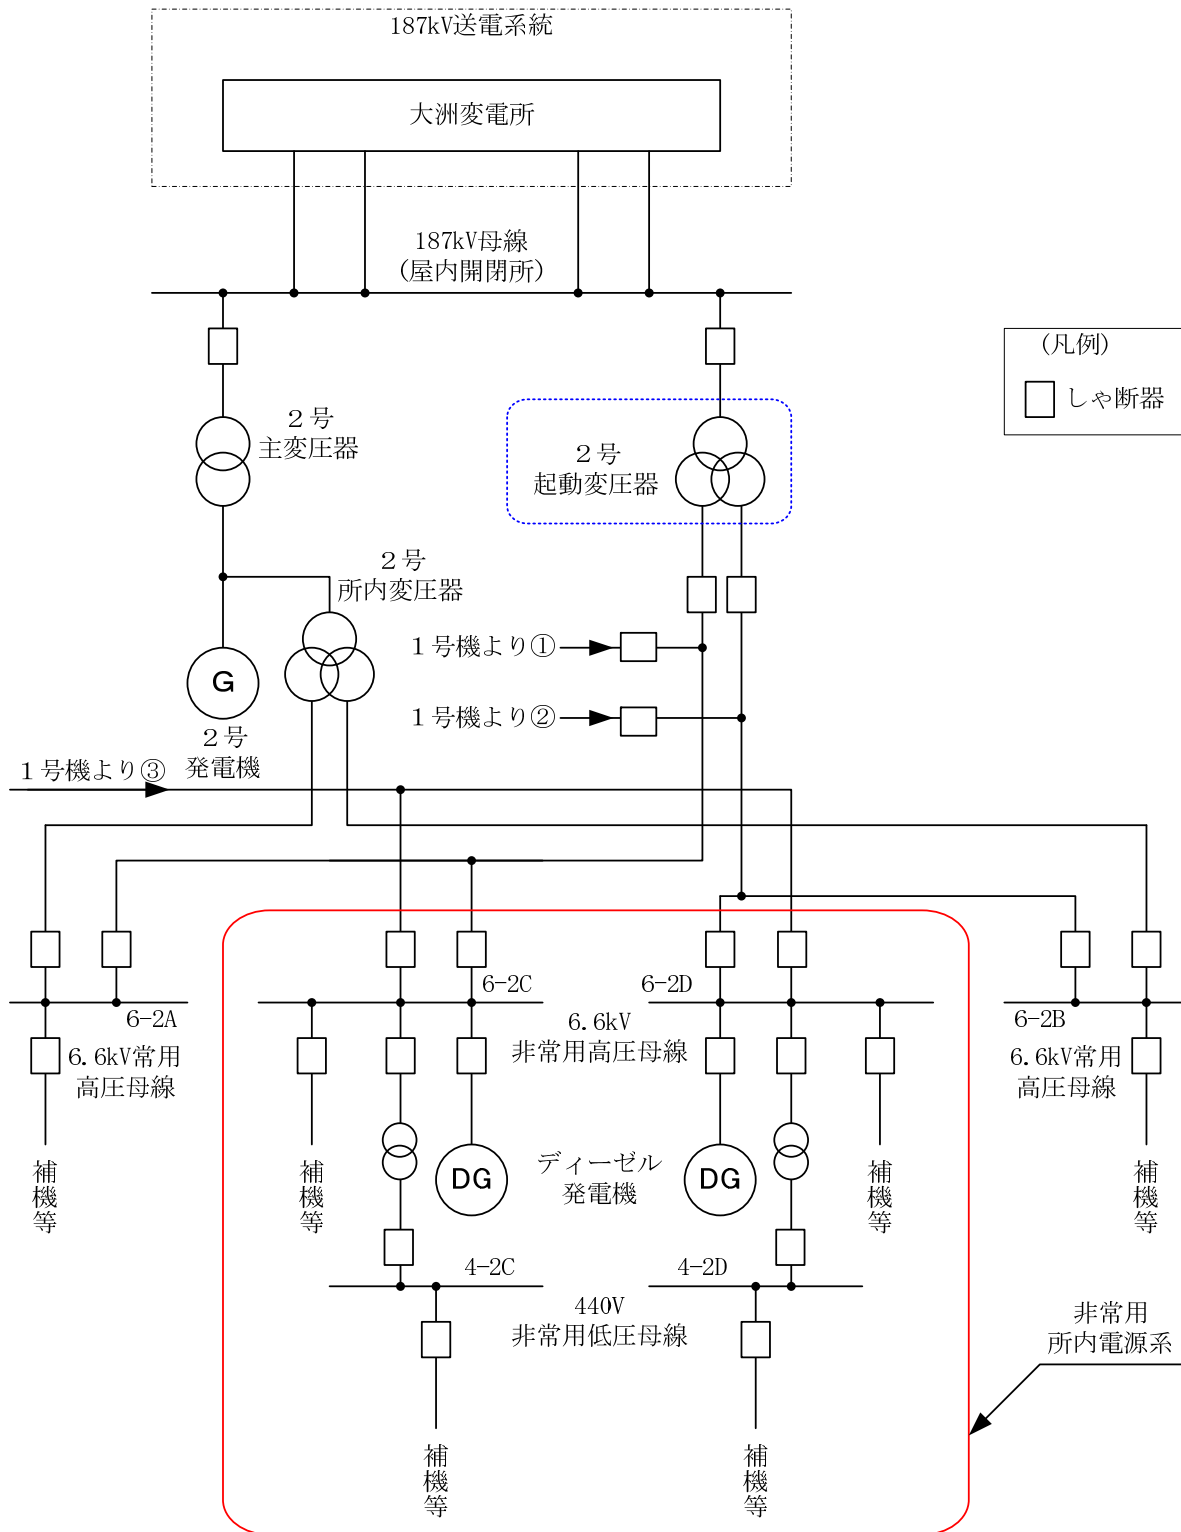 187kV送電系統
大洲変電所
187kV母線
(屋内開閉所)
(凡例)
しゃ断器
2号
主変圧器
2号
起動変圧器
2号
所内変圧器
1号機より①
G
1号機より②
2号
発電機
1号機より③
6-2C
6-2D
6-2A
6.6kV常用
高圧母線
6.6kV
非常用高圧母線
6-2B
6.6kV常用
高圧母線
補機等
補機等
DG
ディーゼル
発電機
DG
補機等
補機等
4-2C
4-2D
440V
非常用低圧母線
非常用
所内電源系
補機等
補機等